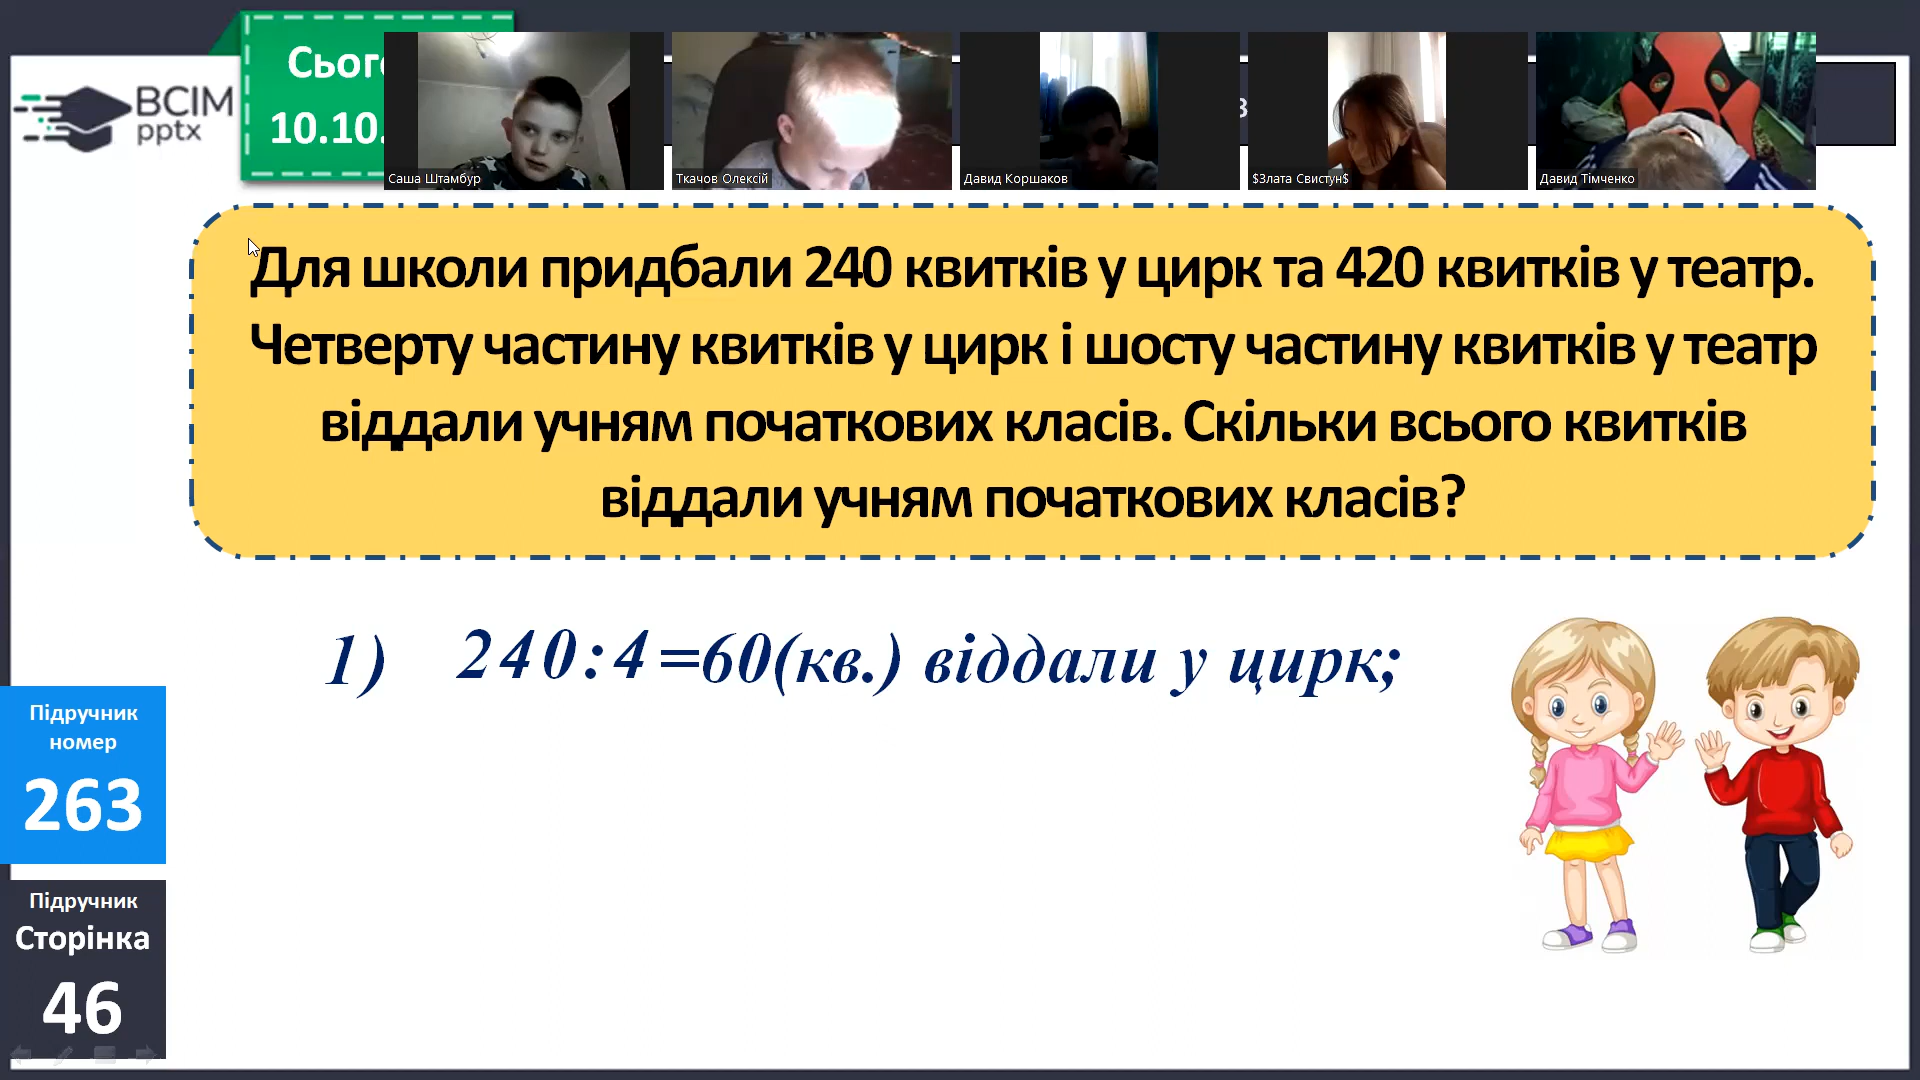 ВСІМ
pptx
10.10.
Саша Штамбур
Ткачов Олексій
Давид Коршаков
$Злата Свистун$
Давид Тімченко
Для школи придбали 240 квитків у цирк та 420 квитків у театр.
Четверту частину квитків у цирк і шосту частину квитків у театр
віддали учням початкових класів. Скільки всього квитків
віддали учням початкових класів?
1) 240:4=60(кв.) віддали у цирк;
Підручник
номер
263
Підручник
Сторінка
46